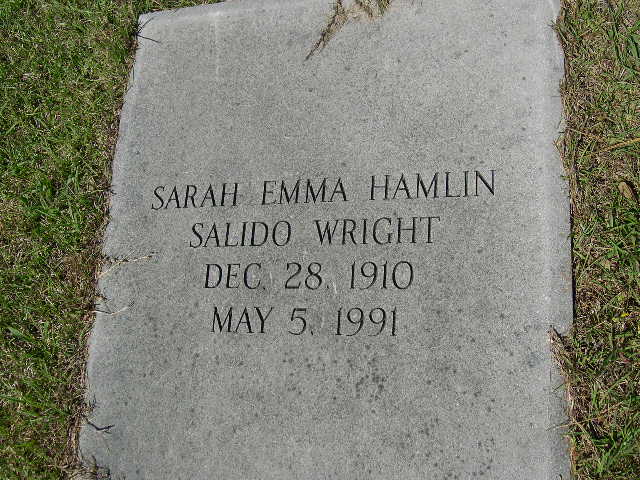 SARAH EMMA HAMLIN
SALIDO WRIGHT
DEC. 28, 1910
MAY 5, 1991